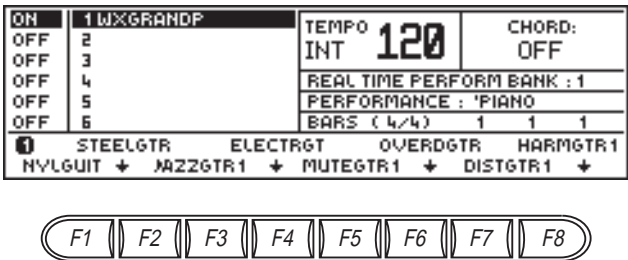 ON 1 WXGRANDP
OFF 2
OFF 3
OFF 4
OFF 5
OFF 6
TEMPO INT 120
CHORD: OFF
REAL TIME PERFORM BANK : 1
PERFORMANCE : 'PIANO
BARS ( 4/4) 1 1 1
1 STEELGTR ELECTRGT OVERDGTR HARMGTR1
NYLGUIT JAZZGTR1 MUTEGTR1 DISTGTR1
F1 F2 F3 F4 F5 F6 F7 F8